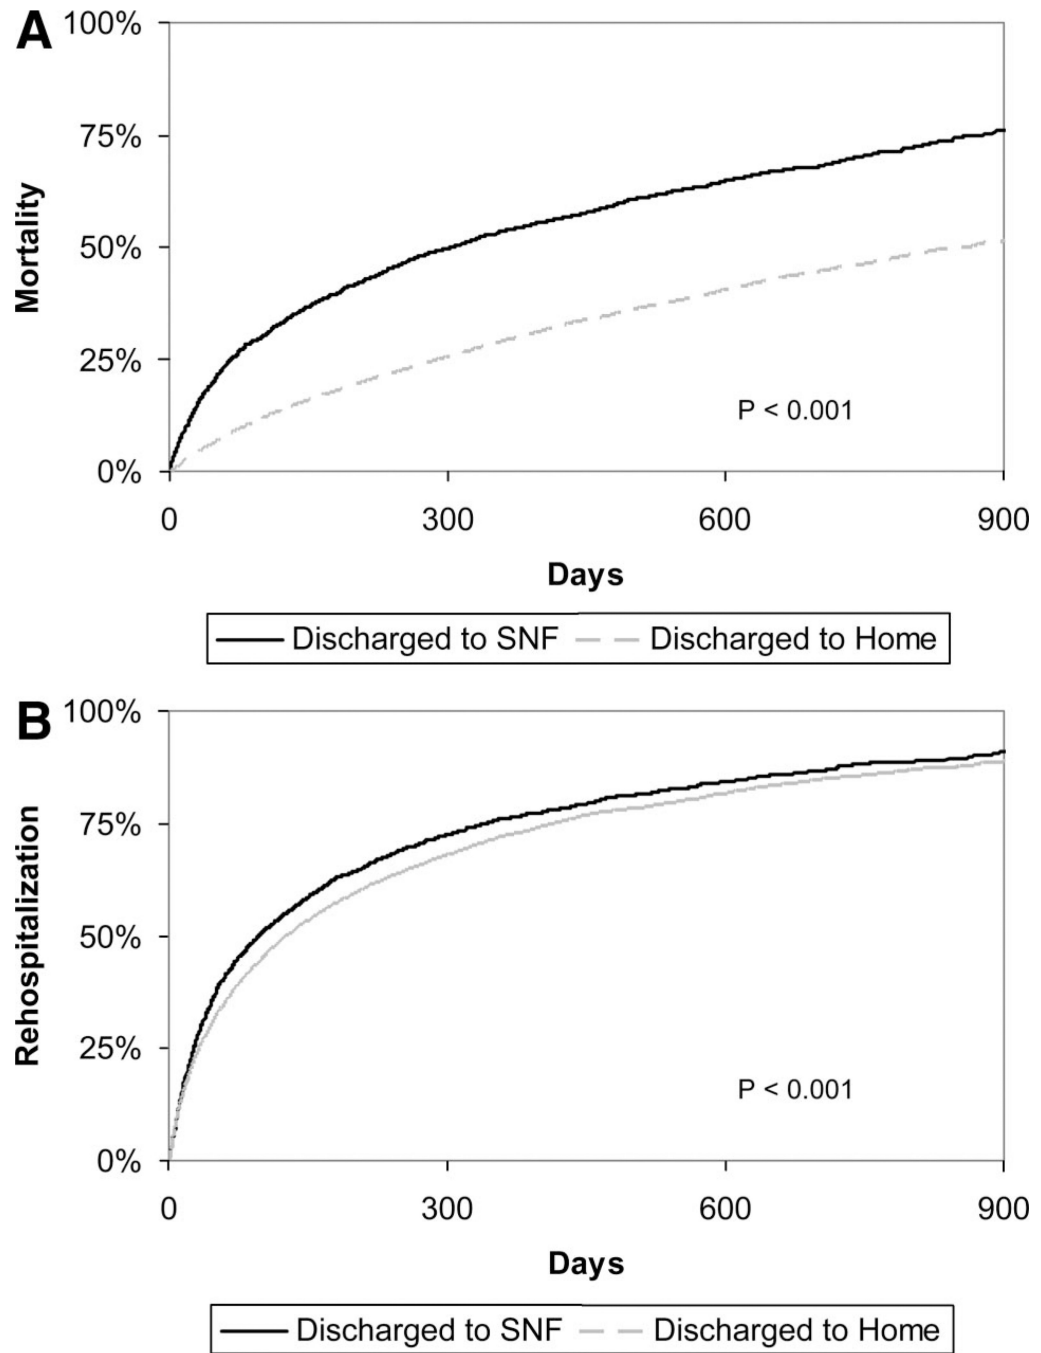 A
100%
75%
50%
25%
0%
Mortality
P < 0.001
0 300 600 900
Days
Discharged to SNF Discharged to Home
B
100%
75%
50%
25%
0%
Rehospitalization
P < 0.001
0 300 600 900
Days
Discharged to SNF Discharged to Home